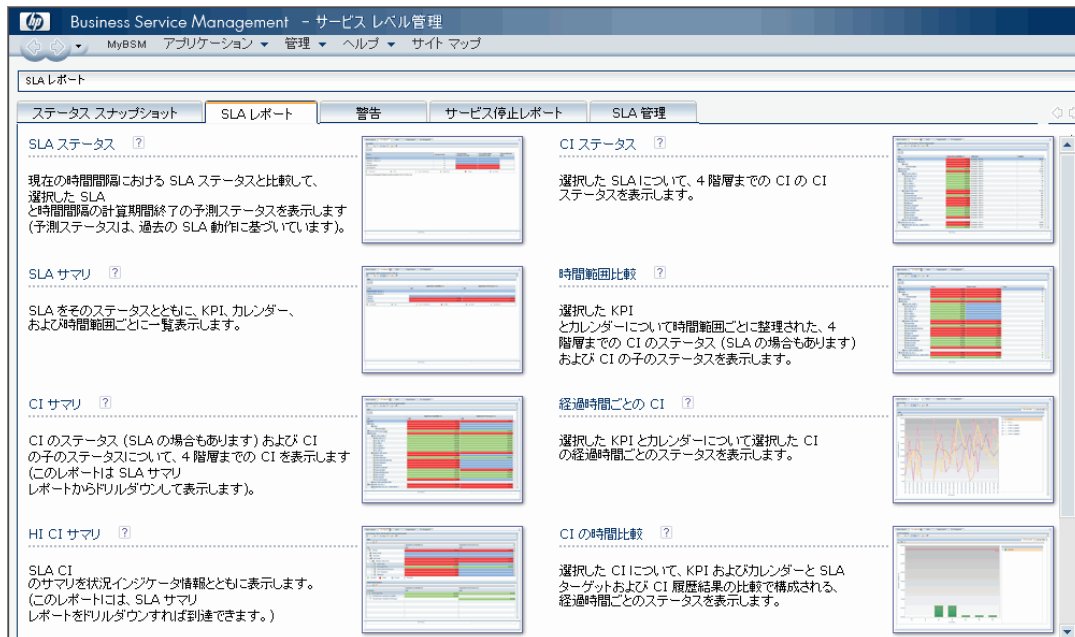 hp Business Service Management - サービス レベル管理
MyBSM アプリケーション 管理 ヘルプ サイト マップ
SLA レポート
ステータス スナップショット SLA レポート 警告 サービス停止レポート SLA 管理
SLA ステータス ?
現在の時間間隔における SLA ステータスと比較して、
選択した SLA
と時間間隔の計算期間終了の予測ステータスを表示します
(予測ステータスは、過去の SLA 動作に基づいています)。
CI ステータス ?
選択した SLA について、4 階層までの CI の CI
ステータスを表示します。
SLA サマリ ?
SLA をそのステータスとともに、KPI、カレンダー、
および時間範囲ごとに一覧表示します。
時間範囲比較 ?
選択した KPI
とカレンダーについて時間範囲ごとに整理された、4
階層までの CI のステータス (SLA の場合もあります)
および CI の子のステータスを表示します。
CI サマリ ?
CI のステータス (SLA の場合もあります) および CI
の子のステータスについて、4 階層までの CI を表示します
(このレポートは SLA サマリ
レポートからドリルダウンして表示します)。
経過時間ごとの CI ?
選択した KPI とカレンダーについて選択した CI
の経過時間ごとのステータスを表示します。
HI CI サマリ ?
SLA CI
のサマリを状況インジケータ情報とともに表示します。
(このレポートには、SLA サマリ
レポートをドリルダウンすれば到達できます。)
CI の時間比較 ?
選択した CI について、KPI およびカレンダーと SLA
ターゲットおよび CI 履歴結果の比較で構成される、
経過時間ごとのステータスを表示します。